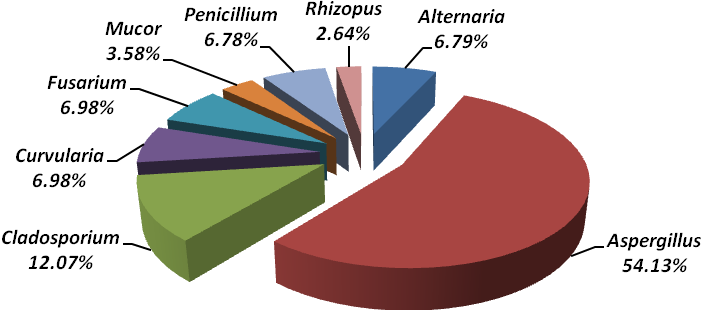 Rhizopus
2.64%
Penicillium
6.78%
Alternaria
6.79%
Mucor
3.58%
Fusarium
6.98%
Curvularia
6.98%
Cladosporium
12.07%
Aspergillus
54.13%